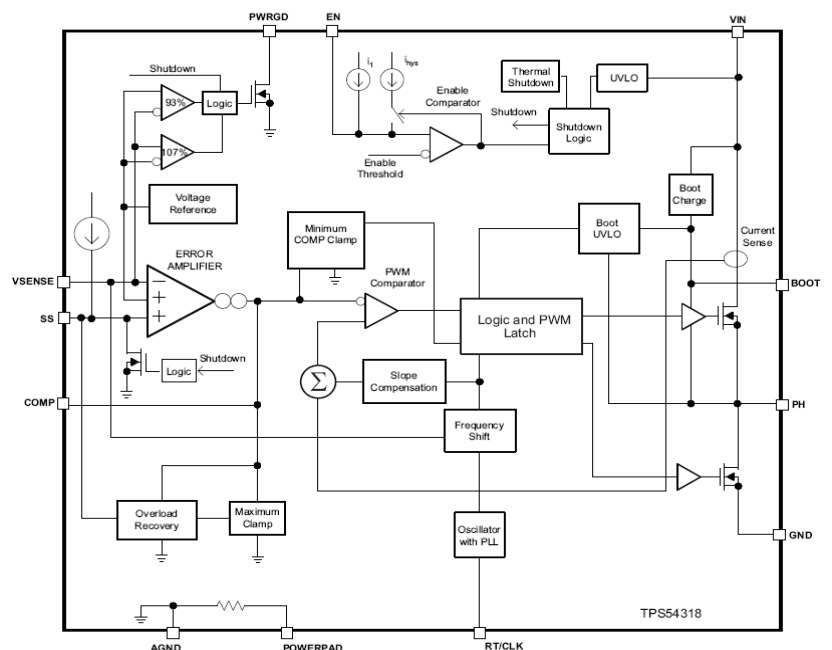 PWRGD
EN
VIN
Shutdown
i1
ihys
Thermal
Shutdown
UVLO
93%
Logic
Enable
Comparator
Shutdown
Shutdown
Logic
107%
Enable
Threshold
Voltage
Reference
Boot
Charge
Minimum
COMP Clamp
Boot
UVLO
Current
Sense
ERROR
AMPLIFIER
PWM
Comparator
VSENSE
BOOT
SS
Logic and PWM
Latch
Shutdown
Logic
Σ
Slope
Compensation
COMP
PH
Frequency
Shift
Overload
Recovery
Maximum
Clamp
Oscillator
with PLL
GND
TPS54318
AGND
POWERPAD
RT/CLK